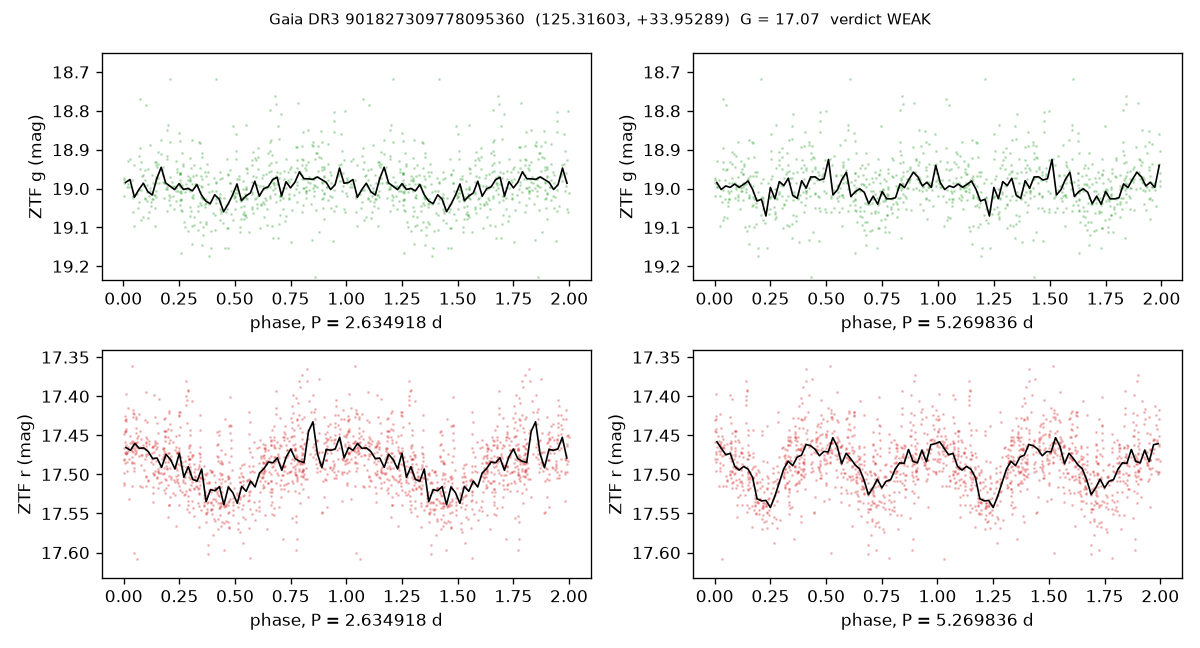 Gaia DR3 901827309778095360  (125.31603, +33.95289)  G = 17.07  verdict WEAK
ZTF g (mag)
18.7
18.8
18.9
19.0
19.1
19.2
0.00 0.25 0.50 0.75 1.00 1.25 1.50 1.75 2.00
phase, P = 2.634918 d
ZTF g (mag)
18.7
18.8
18.9
19.0
19.1
19.2
0.00 0.25 0.50 0.75 1.00 1.25 1.50 1.75 2.00
phase, P = 5.269836 d
ZTF r (mag)
17.35
17.40
17.45
17.50
17.55
17.60
0.00 0.25 0.50 0.75 1.00 1.25 1.50 1.75 2.00
phase, P = 2.634918 d
ZTF r (mag)
17.35
17.40
17.45
17.50
17.55
17.60
0.00 0.25 0.50 0.75 1.00 1.25 1.50 1.75 2.00
phase, P = 5.269836 d